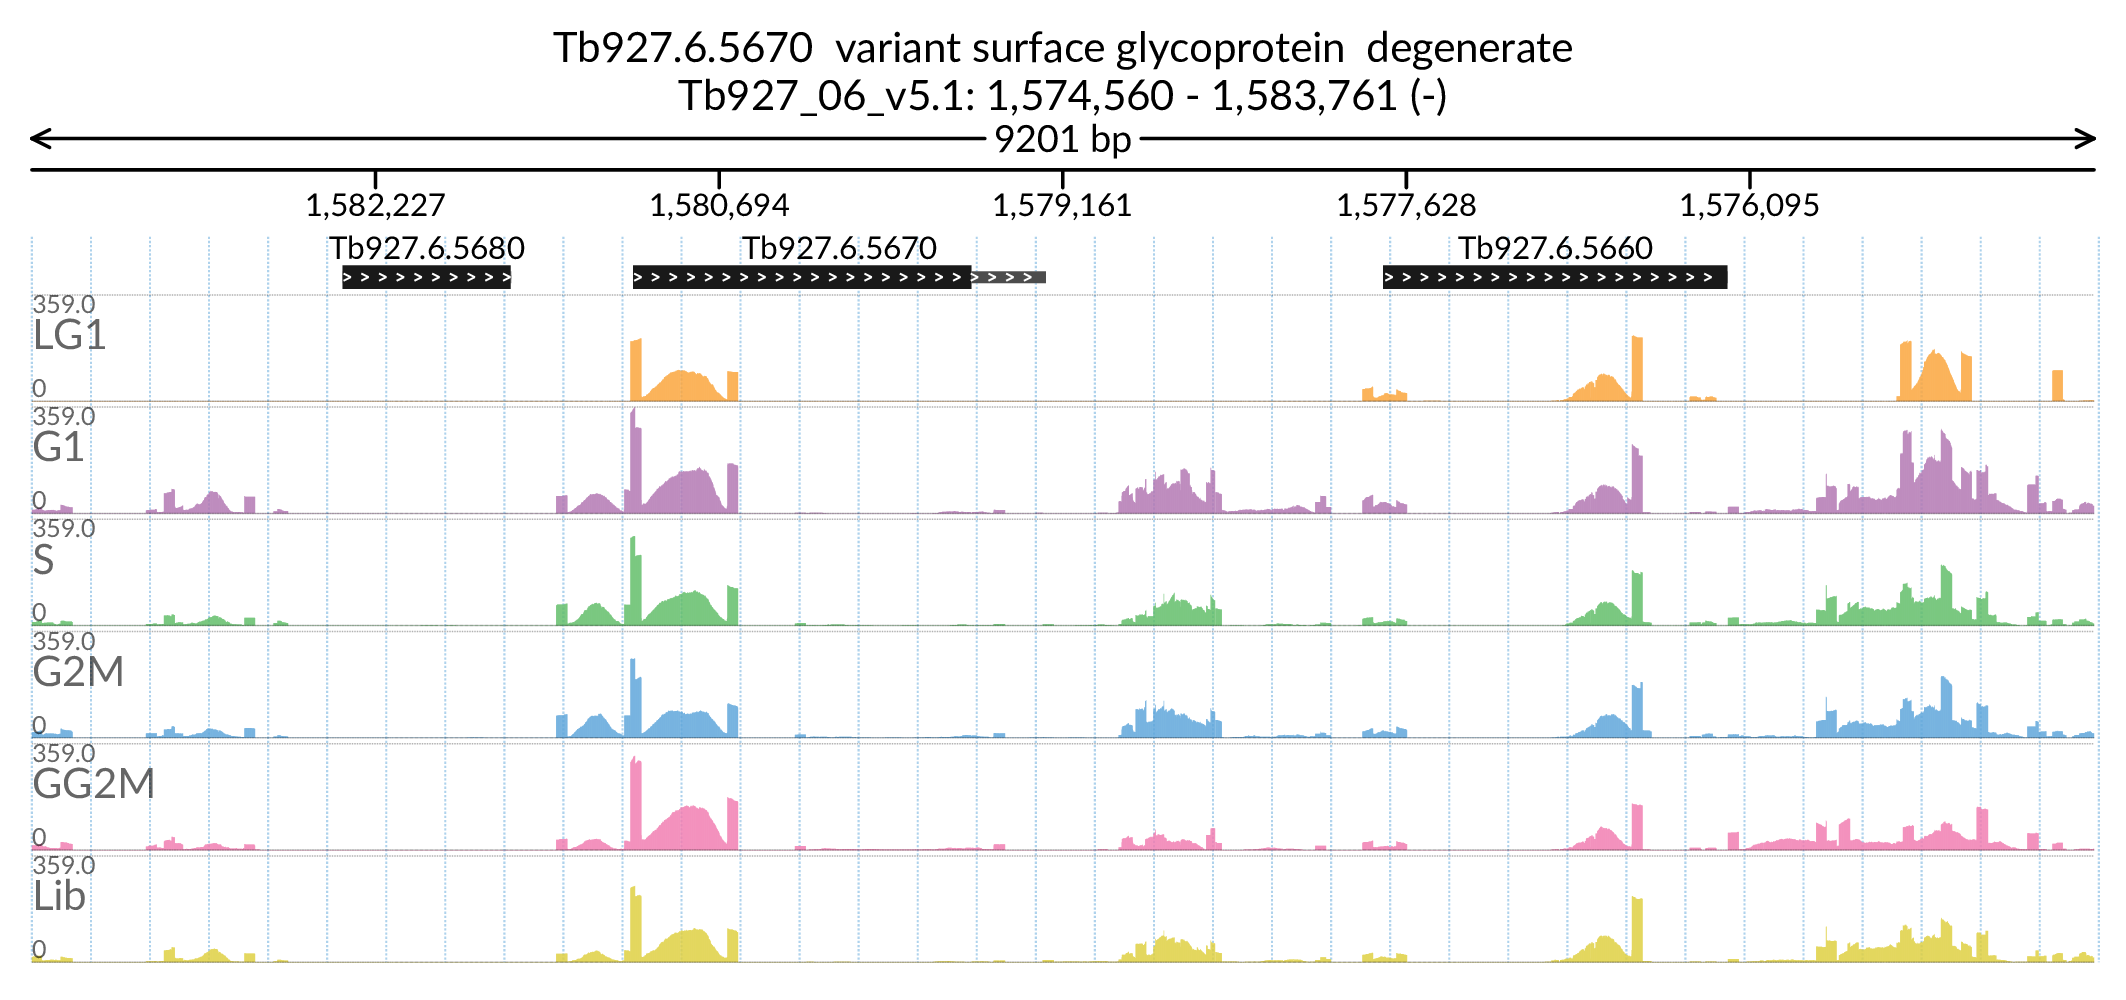 Tb927.6.5670  variant surface glycoprotein  degenerate
Tb927_06_v5.1: 1,574,560 - 1,583,761 (-)
9201 bp
1,582,227 1,580,694 1,579,161 1,577,628 1,576,095
Tb927.6.5680 Tb927.6.5670 Tb927.6.5660
359.0
LG1
0
359.0
G1
0
359.0
S
0
359.0
G2M
0
359.0
GG2M
0
359.0
Lib
0